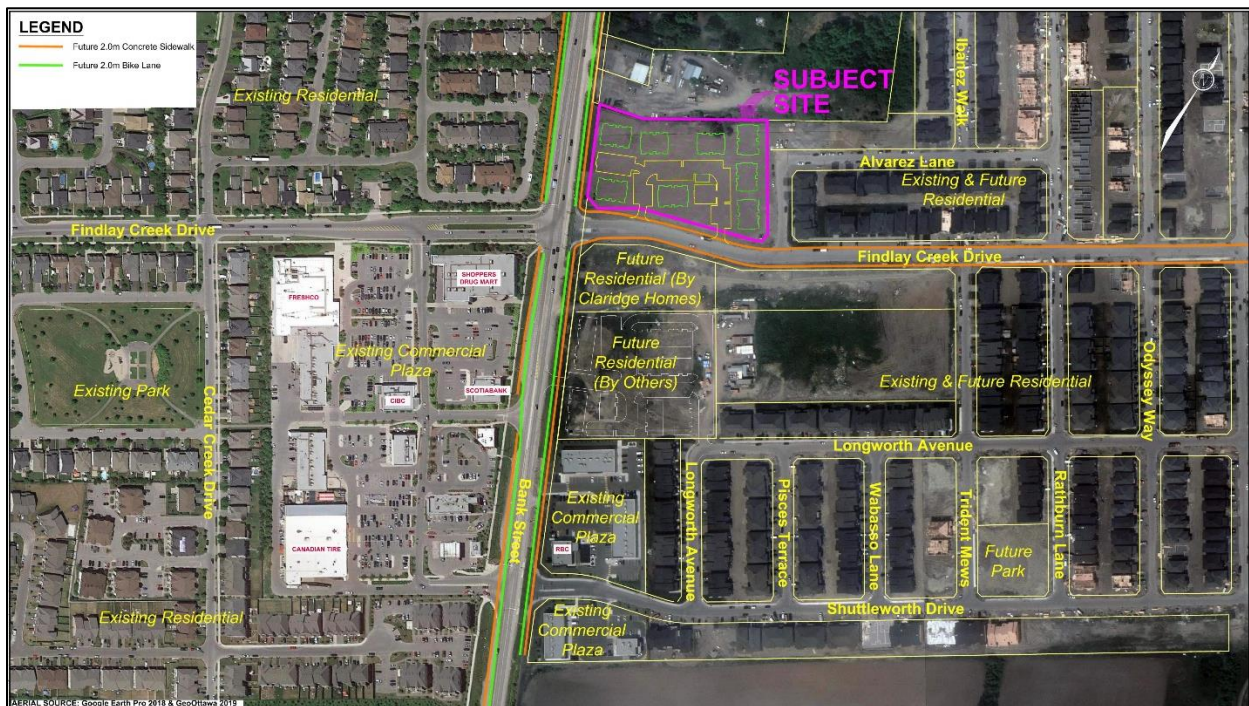 LEGEND
Future 2.0m Concrete Sidewalk
Future 2.0m Bike Lane
Existing Residential
SUBJECT
SITE
Ibarlez Walk
Alvarez Lane
Existing & Future
Residential
Findlay Creek Drive
Findlay Creek Drive
FRESHCO
SHOPPERS
DRUG MART
Future
Residential (By
Claridge Homes)
Existing Commercial
Plaza
SCOTIABANK
CIBC
Future
Residential
(By Others)
Existing & Future Residential
Odyssey Way
Existing Park
Cedar Creek Drive
Longworth Avenue
Bank Street
Existing
Commercial
Plaza
RBC
Longworth Avenue
Pisces Terrace
Wabasso Lane
Trident Mews
Rathburn Lane
Future
Park
CANADIAN TIRE
Existing Residential
Existing
Commercial
Plaza
Shuttleworth Drive
AERIAL SOURCE: Google Earth Pro 2018 & GeoOttawa 2019